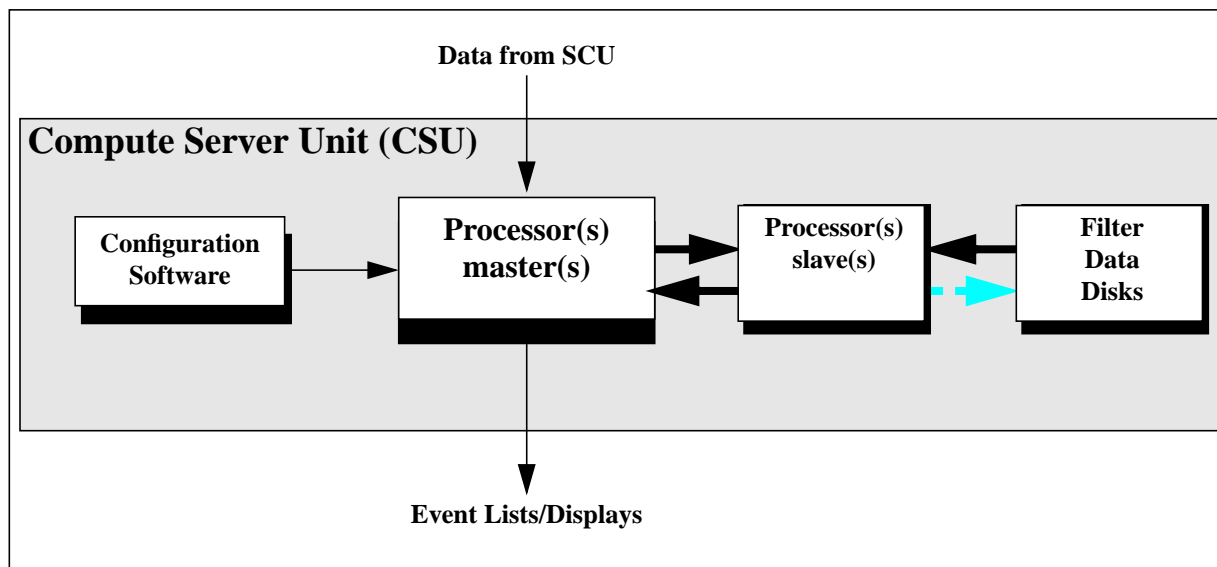 Data from SCU
Compute Server Unit (CSU)
Configuration
Software
Processor(s)
master(s)
Processor(s)
slave(s)
Filter
Data
Disks
Event Lists/Displays